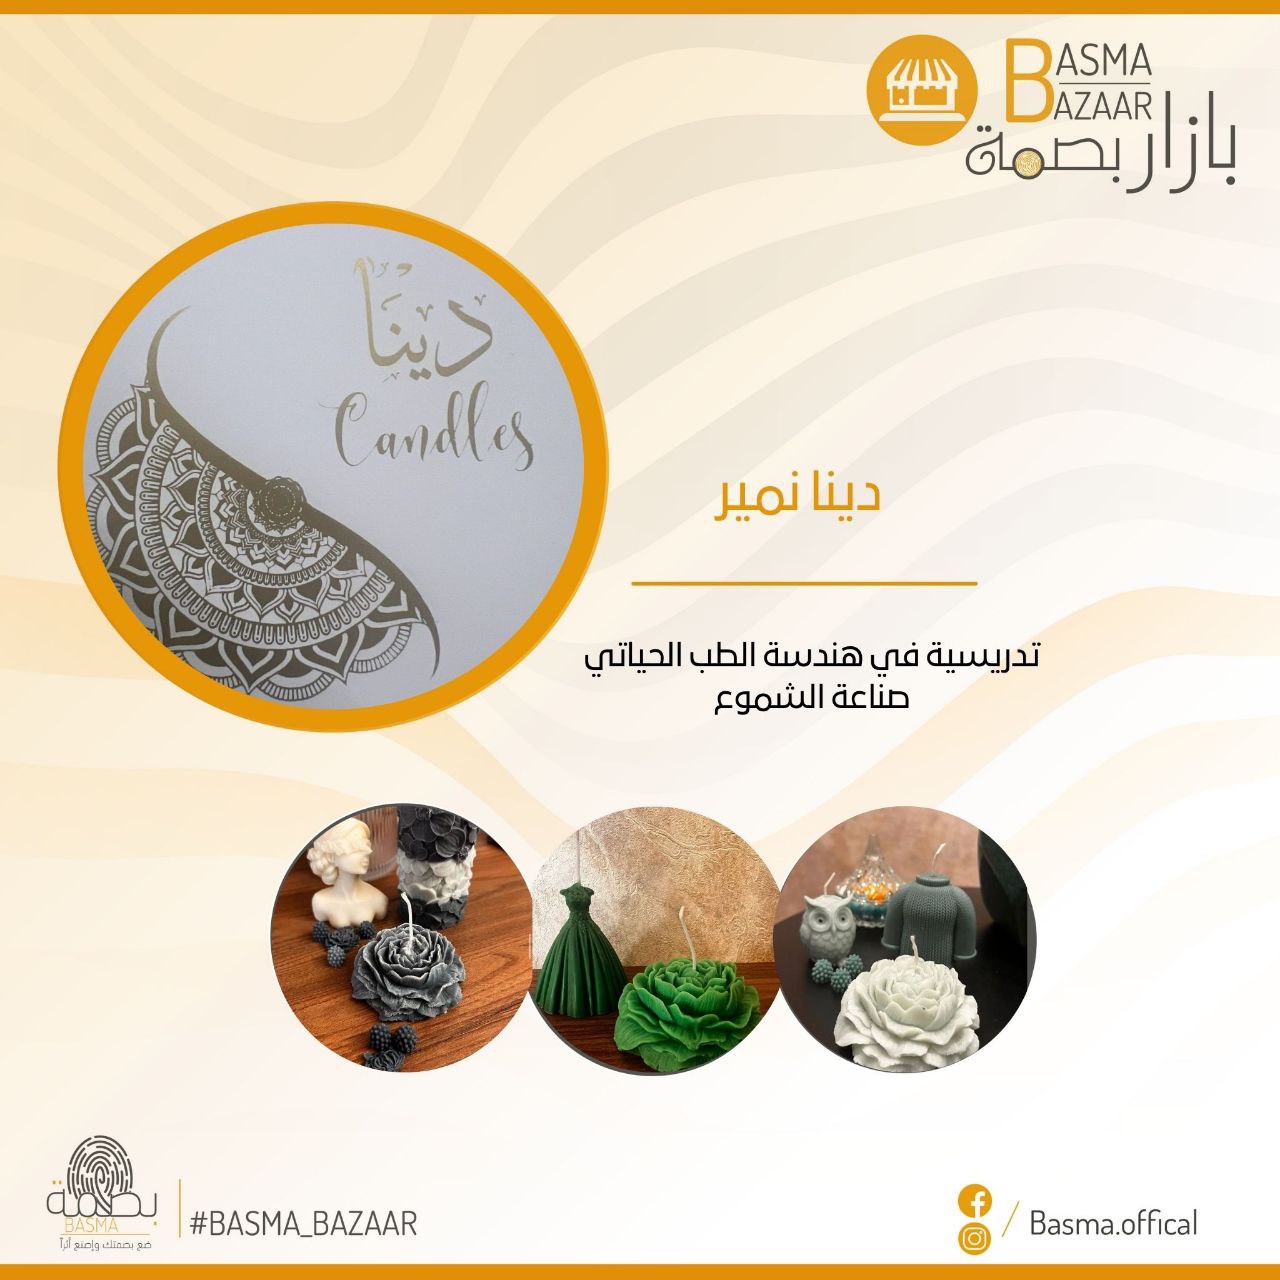 BASMA
BAZAAR
بازار بصمة
دينا
Candles
دينا نمير
تدريسية في هندسة الطب الحياتي
صناعة الشموع
بصمة
BASMA
ضع بصمتك وإصنع أثراً
#BASMA_BAZAAR
Basma.offical